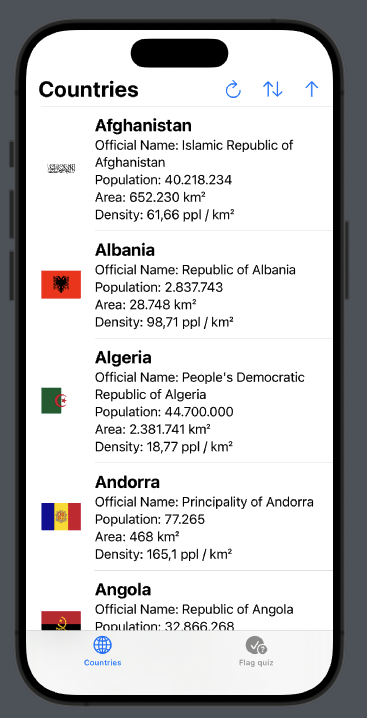 Countries
Afghanistan
Official Name: Islamic Republic of
Afghanistan
Population: 40.218.234
Area: 652.230 km²
Density: 61,66 ppl / km²
Albania
Official Name: Republic of Albania
Population: 2.837.743
Area: 28.748 km²
Density: 98,71 ppl / km²
Algeria
Official Name: People's Democratic
Republic of Algeria
Population: 44.700.000
Area: 2.381.741 km²
Density: 18,77 ppl / km²
Andorra
Official Name: Principality of Andorra
Population: 77.265
Area: 468 km²
Density: 165,1 ppl / km²
Angola
Official Name: Republic of Angola
Population: 32.866.268
Countries
Flag quiz